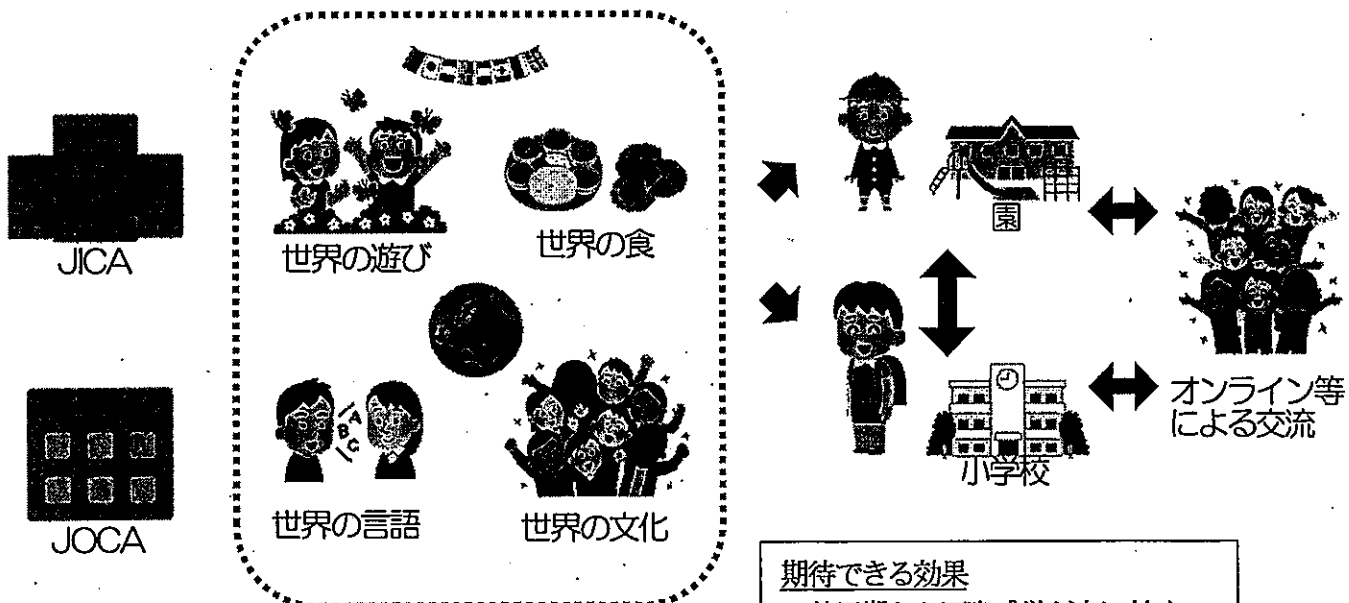 JICA
JOCA
世界の遊び
世界の食
A
B
C
世界の言語
世界の文化
園
小学校
オンライン等
による交流
期待できる効果